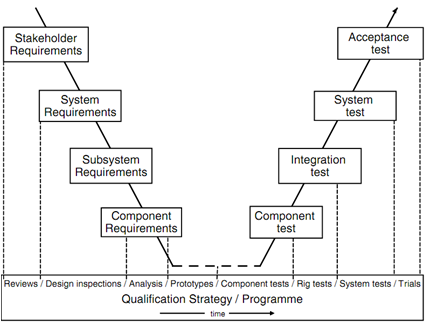 Stakeholder
Requirements
Acceptance
test
System
Requirements
System
test
Subsystem
Requirements
Integration
test
Component
Requirements
Component
test
Reviews / Design inspections / Analysis / Prototypes / Component tests / Rig tests / System tests / Trials
Qualification Strategy / Programme
time